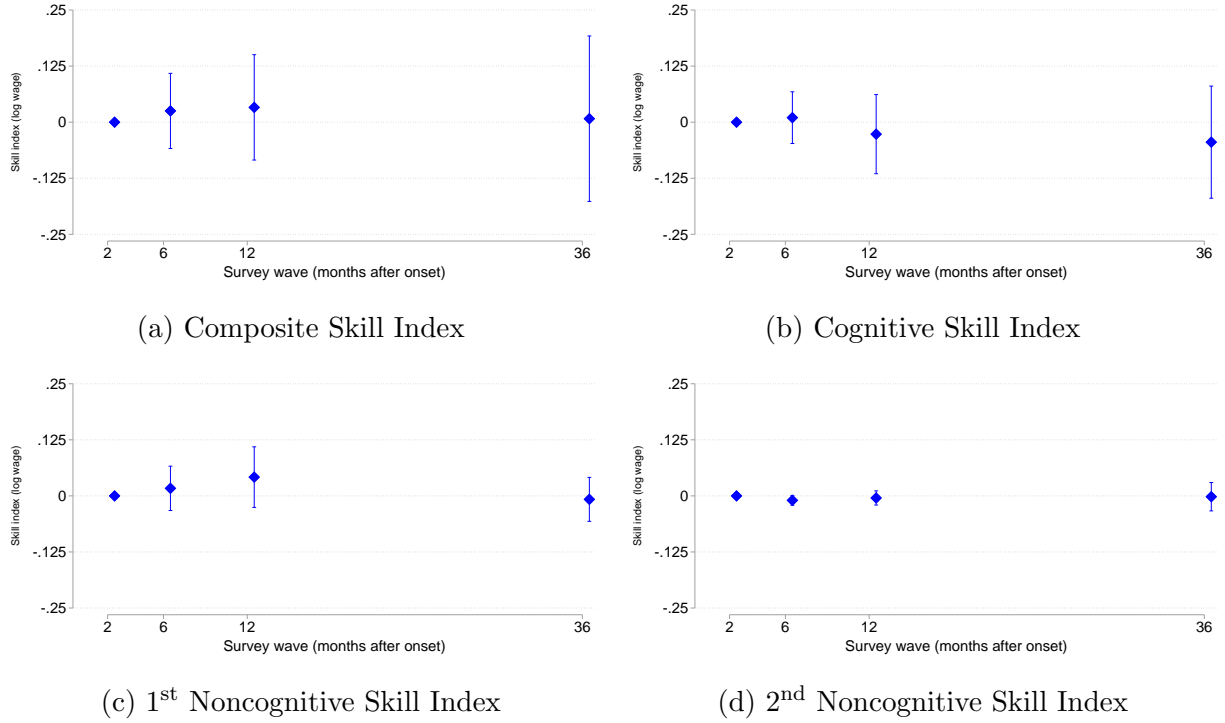 .25
.125
0
-.125
-.25
Skill index (log wage)
2 6 12 36
Survey wave (months after onset)
(a) Composite Skill Index
.25
.125
0
-.125
-.25
Skill index (log wage)
2 6 12 36
Survey wave (months after onset)
(b) Cognitive Skill Index
.25
.125
0
-.125
-.25
Skill index (log wage)
2 6 12 36
Survey wave (months after onset)
(c) 1st Noncognitive Skill Index
.25
.125
0
-.125
-.25
Skill index (log wage)
2 6 12 36
Survey wave (months after onset)
(d) 2nd Noncognitive Skill Index